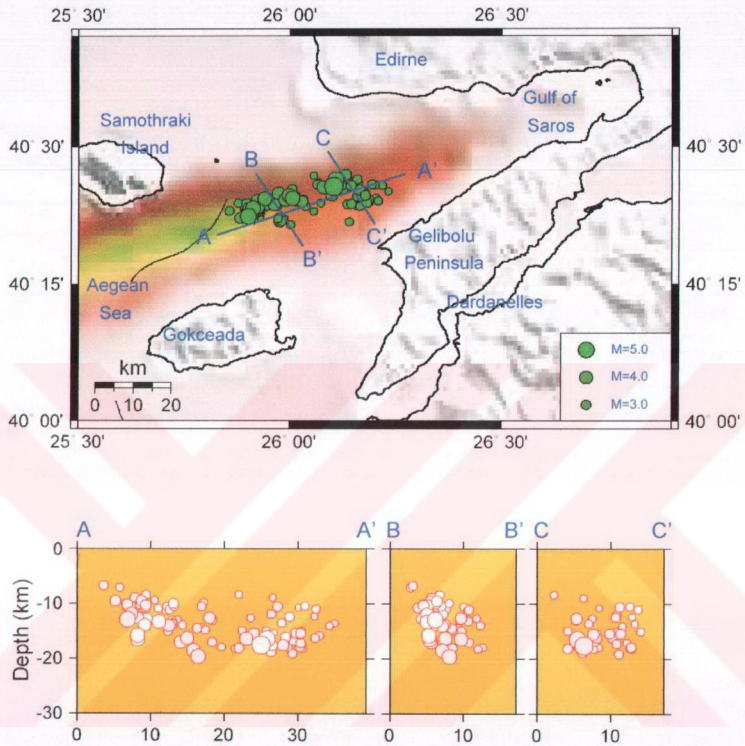 25° 30' 26° 00' 26° 30'
Edirne
Gulf of
Saros
Samothraki
Island
40° 30' 40° 30'
C
B
A'
A
C'
B'
Gelibolu
Peninsula
40° 15' 40° 15'
Aegean
Sea
Dardanelles
Gokceada
km
0 10 20
M=5.0
M=4.0
M=3.0
40° 00' 40° 00'
25° 30' 26° 00' 26° 30'
A A' B B' C C'
0
-10
-20
-30
Depth (km)
0 10 20 30 0 10 0 10